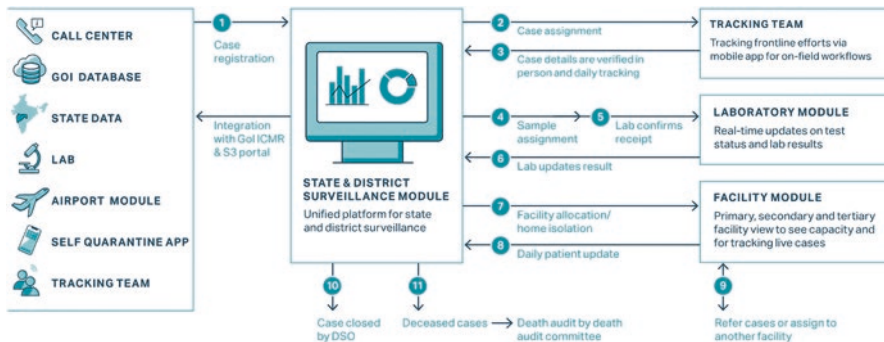 CALL CENTER
GOI DATABASE
STATE DATA
LAB
AIRPORT MODULE
SELF QUARANTINE APP
TRACKING TEAM
1
Case
registration
Integration
with GoI ICMR
& S3 portal
STATE & DISTRICT
SURVEILLANCE MODULE
Unified platform for state
and district surveillance
2
Case assignment
3
Case details are verified in
person and daily tracking
4
Sample
assignment
5
Lab confirms
receipt
6
Lab updates result
7
Facility allocation/
home isolation
8
Daily patient update
TRACKING TEAM
Tracking frontline efforts via
mobile app for on-field workflows
LABORATORY MODULE
Real-time updates on test
status and lab results
FACILITY MODULE
Primary, secondary and tertiary
facility view to see capacity and
for tracking live cases
9
Refer cases or assign to
another facility
10
Case closed
by DSO
11
Deceased cases
Death audit by death
audit committee